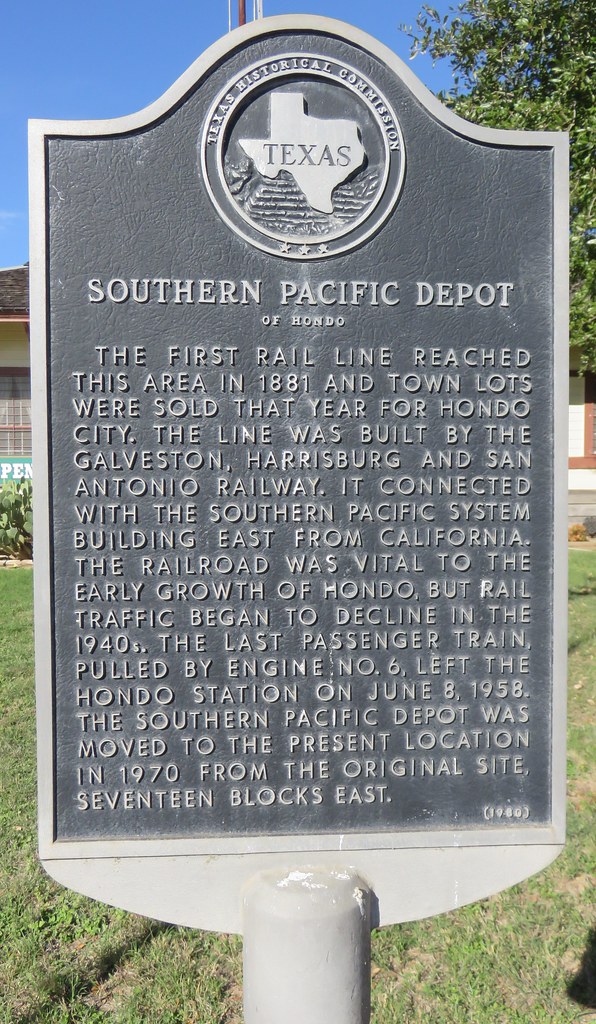 TEXAS HISTORICAL COMMISSION
TEXAS
SOUTHERN PACIFIC DEPOT
OF HONDO
THE FIRST RAIL LINE REACHED
THIS AREA IN 1881 AND TOWN LOTS
WERE SOLD THAT YEAR FOR HONDO
CITY. THE LINE WAS BUILT BY THE
GALVESTON, HARRISBURG AND SAN
ANTONIO RAILWAY. IT CONNECTED
WITH THE SOUTHERN PACIFIC SYSTEM
BUILDING EAST FROM CALIFORNIA.
THE RAILROAD WAS VITAL TO THE
EARLY GROWTH OF HONDO, BUT RAIL
TRAFFIC BEGAN TO DECLINE IN THE
1940s. THE LAST PASSENGER TRAIN,
PULLED BY ENGINE NO. 6, LEFT THE
HONDO STATION ON JUNE 8, 1958.
THE SOUTHERN PACIFIC DEPOT WAS
MOVED TO THE PRESENT LOCATION
IN 1970 FROM THE ORIGINAL SITE,
SEVENTEEN BLOCKS EAST.
(1980)
PEN